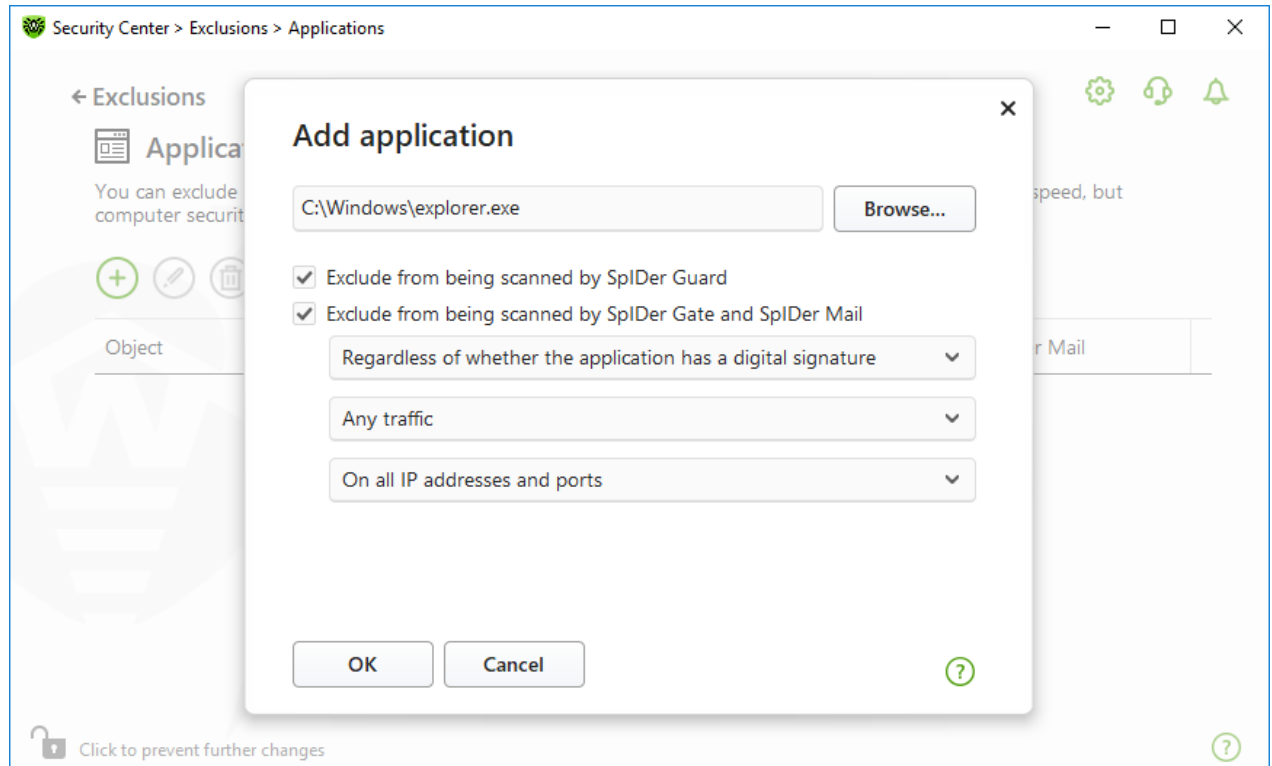 Security Center > Exclusions > Applications
Exclusions
Add application
You can exclude
speed, but
computer
C:\Windows\explorer.exe
Browse...
Exclude from being scanned by SpIDer Guard
Exclude from being scanned by SpIDer Gate and SpIDer Mail
Object
Regardless of whether the application has a digital signature
Mail
Any traffic
On all IP addresses and ports
OK
Cancel
?
Click to prevent further changes
?